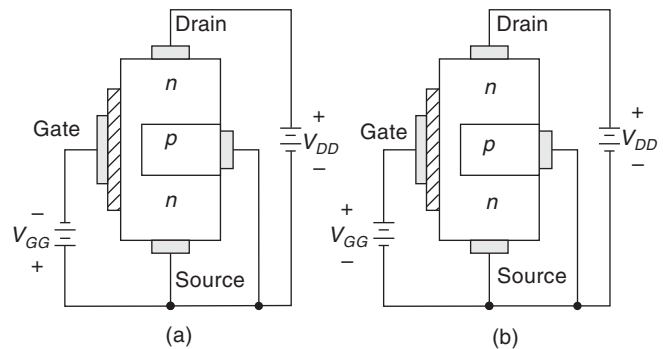 Drain
n
Gate
p
+
V_DD
–
n
–
V_GG
+
Source
(a)
Drain
n
Gate
p
+
V_DD
–
n
+
V_GG
–
Source
(b)